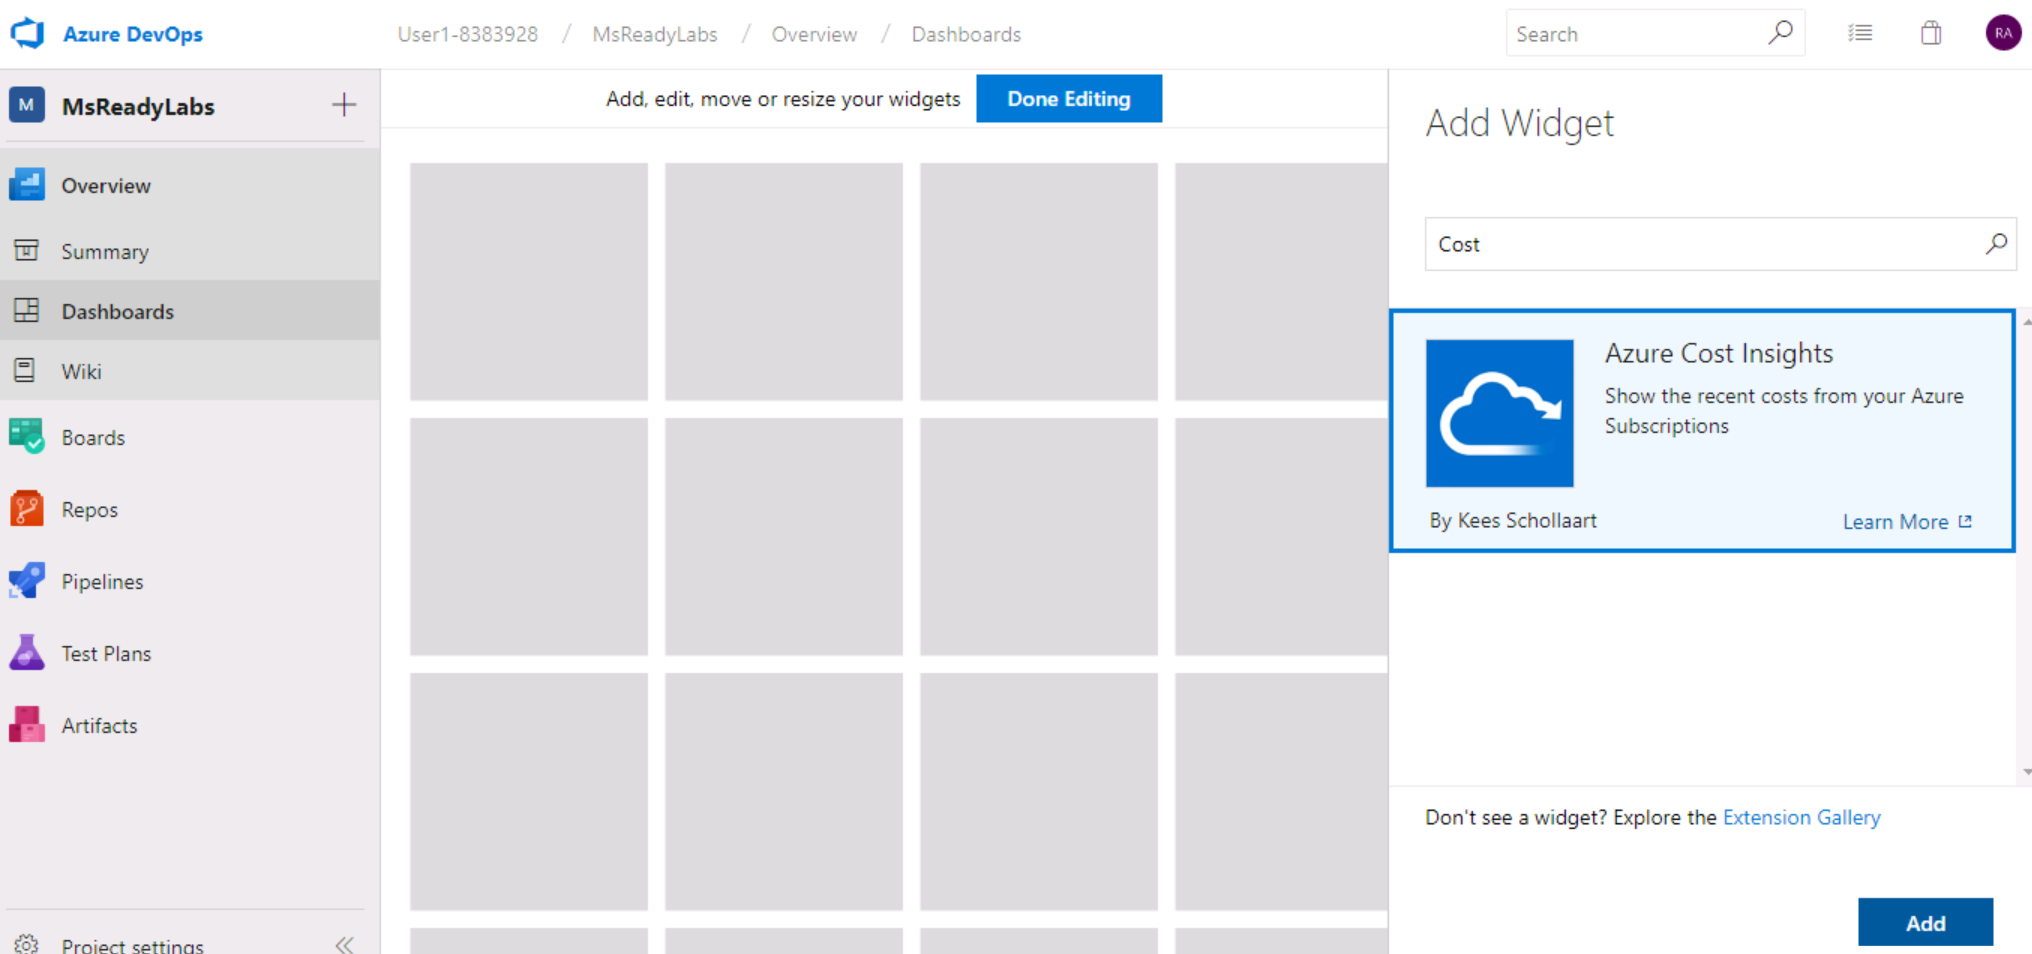 Azure DevOps
User1-8383928 / MsReadyLabs / Overview / Dashboards
Search
RA
M
MsReadyLabs
Add, edit, move or resize your widgets
Done Editing
Overview
Summary
Dashboards
Wiki
Boards
Repos
Pipelines
Test Plans
Artifacts
Project settings
Add Widget
Cost
Azure Cost Insights
Show the recent costs from your Azure
Subscriptions
By Kees Schollaart
Learn More
Don't see a widget? Explore the Extension Gallery
Add